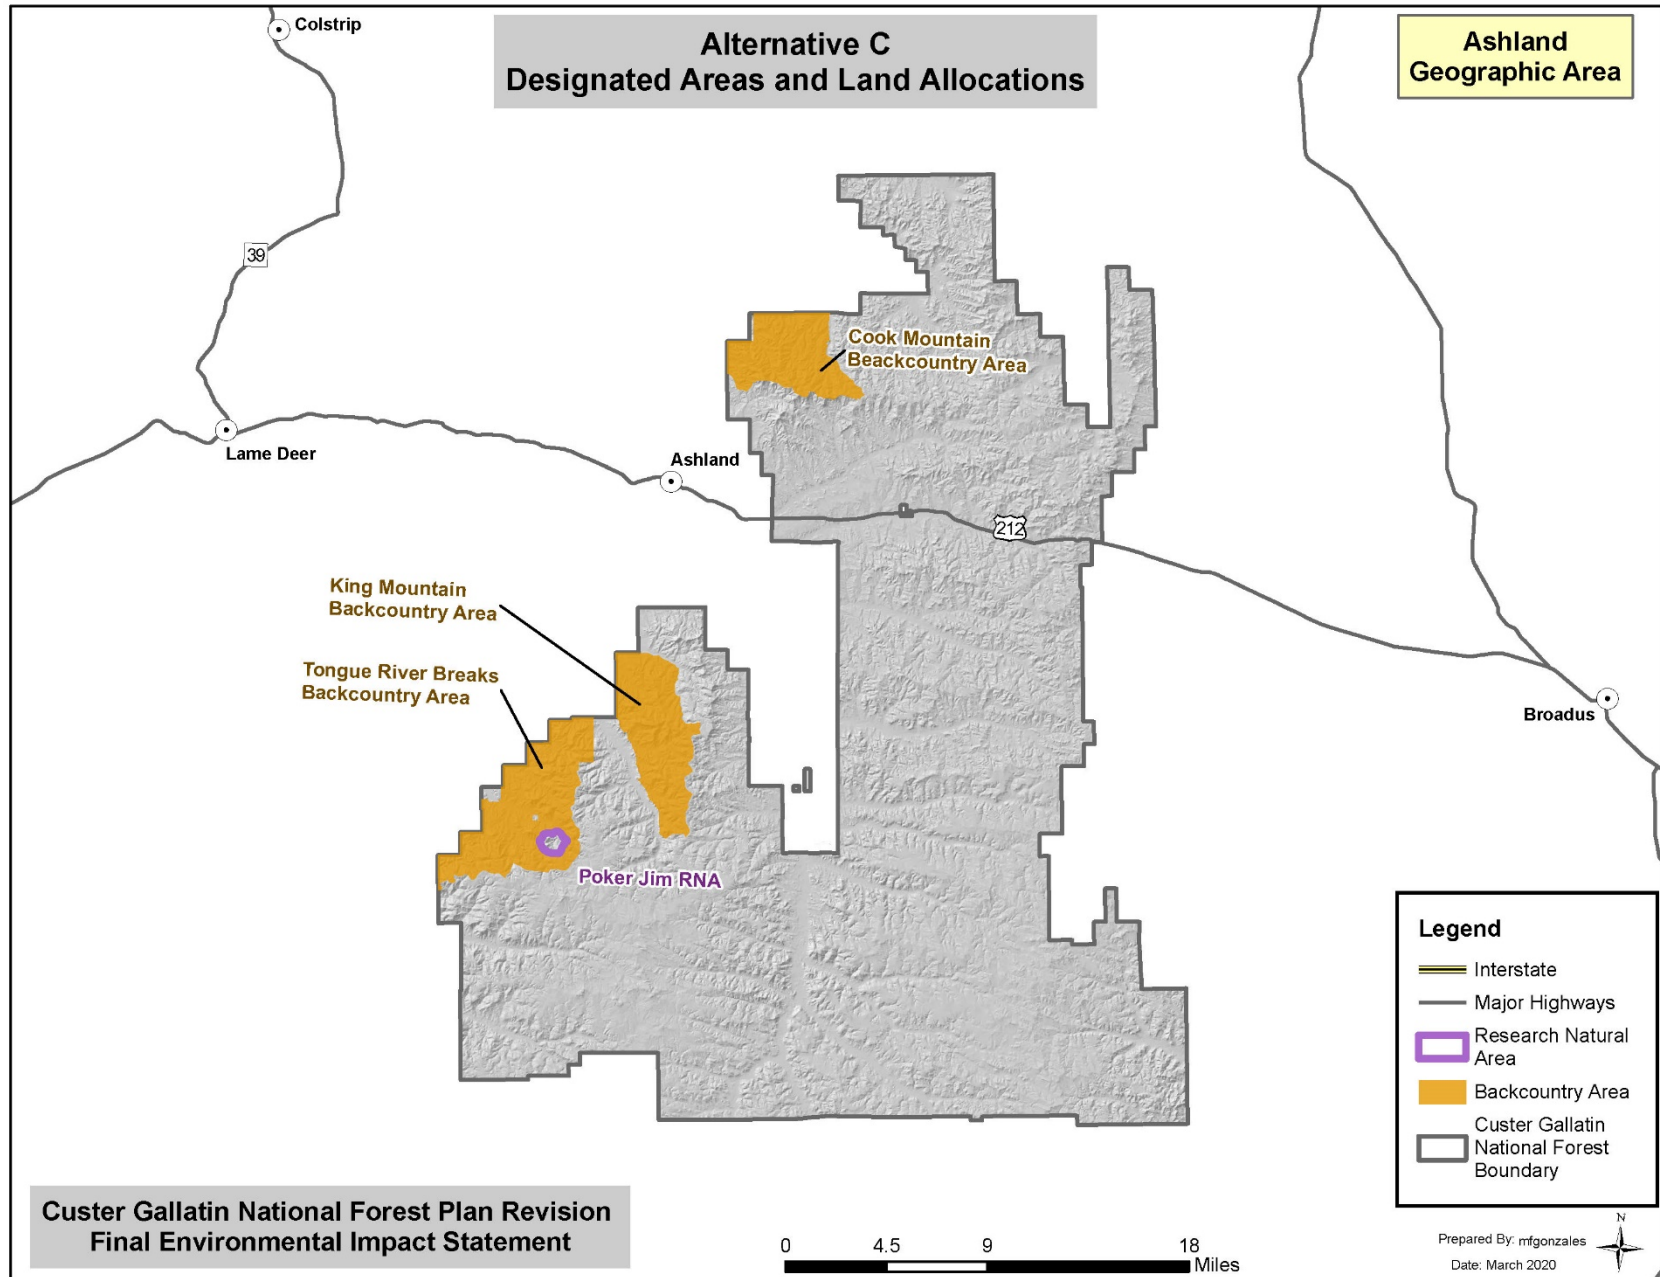 Colstrip
Alternative C
Designated Areas and Land Allocations
Ashland
Geographic Area
39
Cook Mountain
Beackcountry Area
Lame Deer
Ashland
212
King Mountain
Backcountry Area
Tongue River Breaks
Backcountry Area
Broadus
Poker Jim RNA
Legend
Interstate
Major Highways
Research Natural
Area
Backcountry Area
Custer Gallatin
National Forest
Boundary
Custer Gallatin National Forest Plan Revision
Final Environmental Impact Statement
0 4.5 9 18
Miles
N
Prepared By: mfgonzales
Date: March 2020